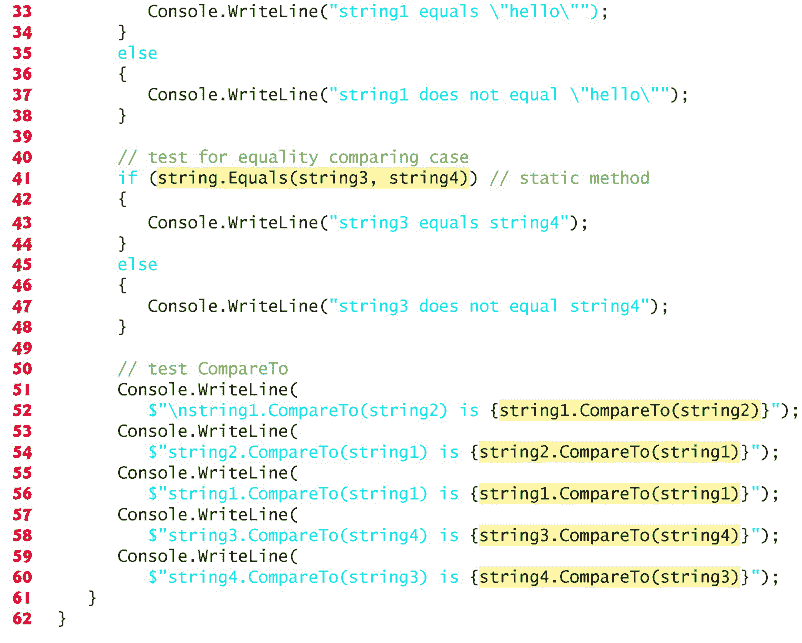 33 Console.WriteLine("string1 equals \"hello\"");
34 }
35 else
36 {
37 Console.WriteLine("string1 does not equal \"hello\"");
38 }
39
40 // test for equality comparing case
41 if (string.Equals(string3, string4)) // static method
42 {
43 Console.WriteLine("string3 equals string4");
44 }
45 else
46 {
47 Console.WriteLine("string3 does not equal string4");
48 }
49
50 // test CompareTo
51 Console.WriteLine(
52 $"\nstring1.CompareTo(string2) is {string1.CompareTo(string2)}");
53 Console.WriteLine(
54 $"string2.CompareTo(string1) is {string2.CompareTo(string1)}");
55 Console.WriteLine(
56 $"string1.CompareTo(string1) is {string1.CompareTo(string1)}");
57 Console.WriteLine(
58 $"string3.CompareTo(string4) is {string3.CompareTo(string4)}");
59 Console.WriteLine(
60 $"string4.CompareTo(string3) is {string4.CompareTo(string3)}");
61 }
62 }